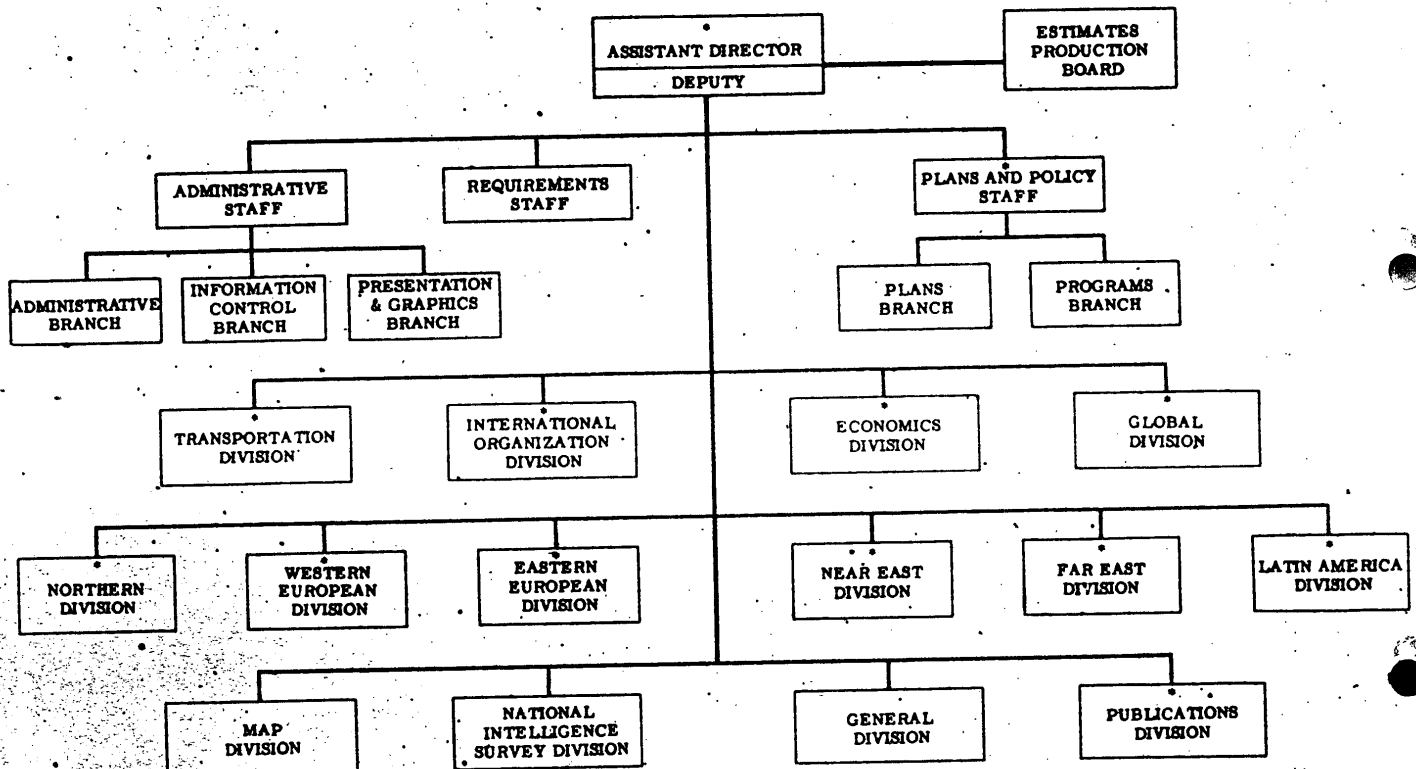 *
ASSISTANT DIRECTOR
DEPUTY
ESTIMATES
PRODUCTION
BOARD
ADMINISTRATIVE
STAFF
REQUIREMENTS
STAFF
*
PLANS AND POLICY
STAFF
ADMINISTRATIVE
BRANCH
INFORMATION
CONTROL
BRANCH
PRESENTATION
& GRAPHICS
BRANCH
PLANS
BRANCH
PROGRAMS
BRANCH
*
TRANSPORTATION
DIVISION
*
INTERNATIONAL
ORGANIZATION
DIVISION
*
ECONOMICS
DIVISION
*
GLOBAL
DIVISION
*
NORTHERN
DIVISION
*
WESTERN
EUROPEAN
DIVISION
*
EASTERN
EUROPEAN
DIVISION
*
NEAR EAST
DIVISION
*
FAR EAST
DIVISION
*
LATIN AMERICA
DIVISION
MAP
DIVISION
NATIONAL
INTELLIGENCE
SURVEY DIVISION
GENERAL
DIVISION
*
PUBLICATIONS
DIVISION